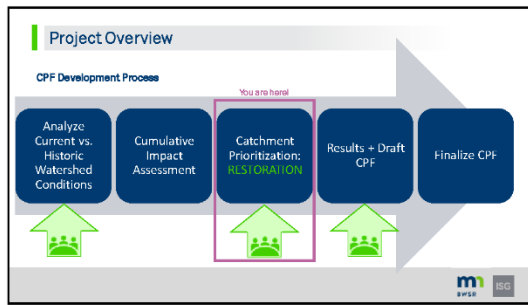 Project Overview
CPF Development Process
You are here!
Analyze
Current vs.
Historic
Watershed
Conditions
Cumulative
Impact
Assessment
Catchment
Prioritization:
RESTORATION
Results + Draft
CPF
Finalize CPF
mn
BWSR
ISG